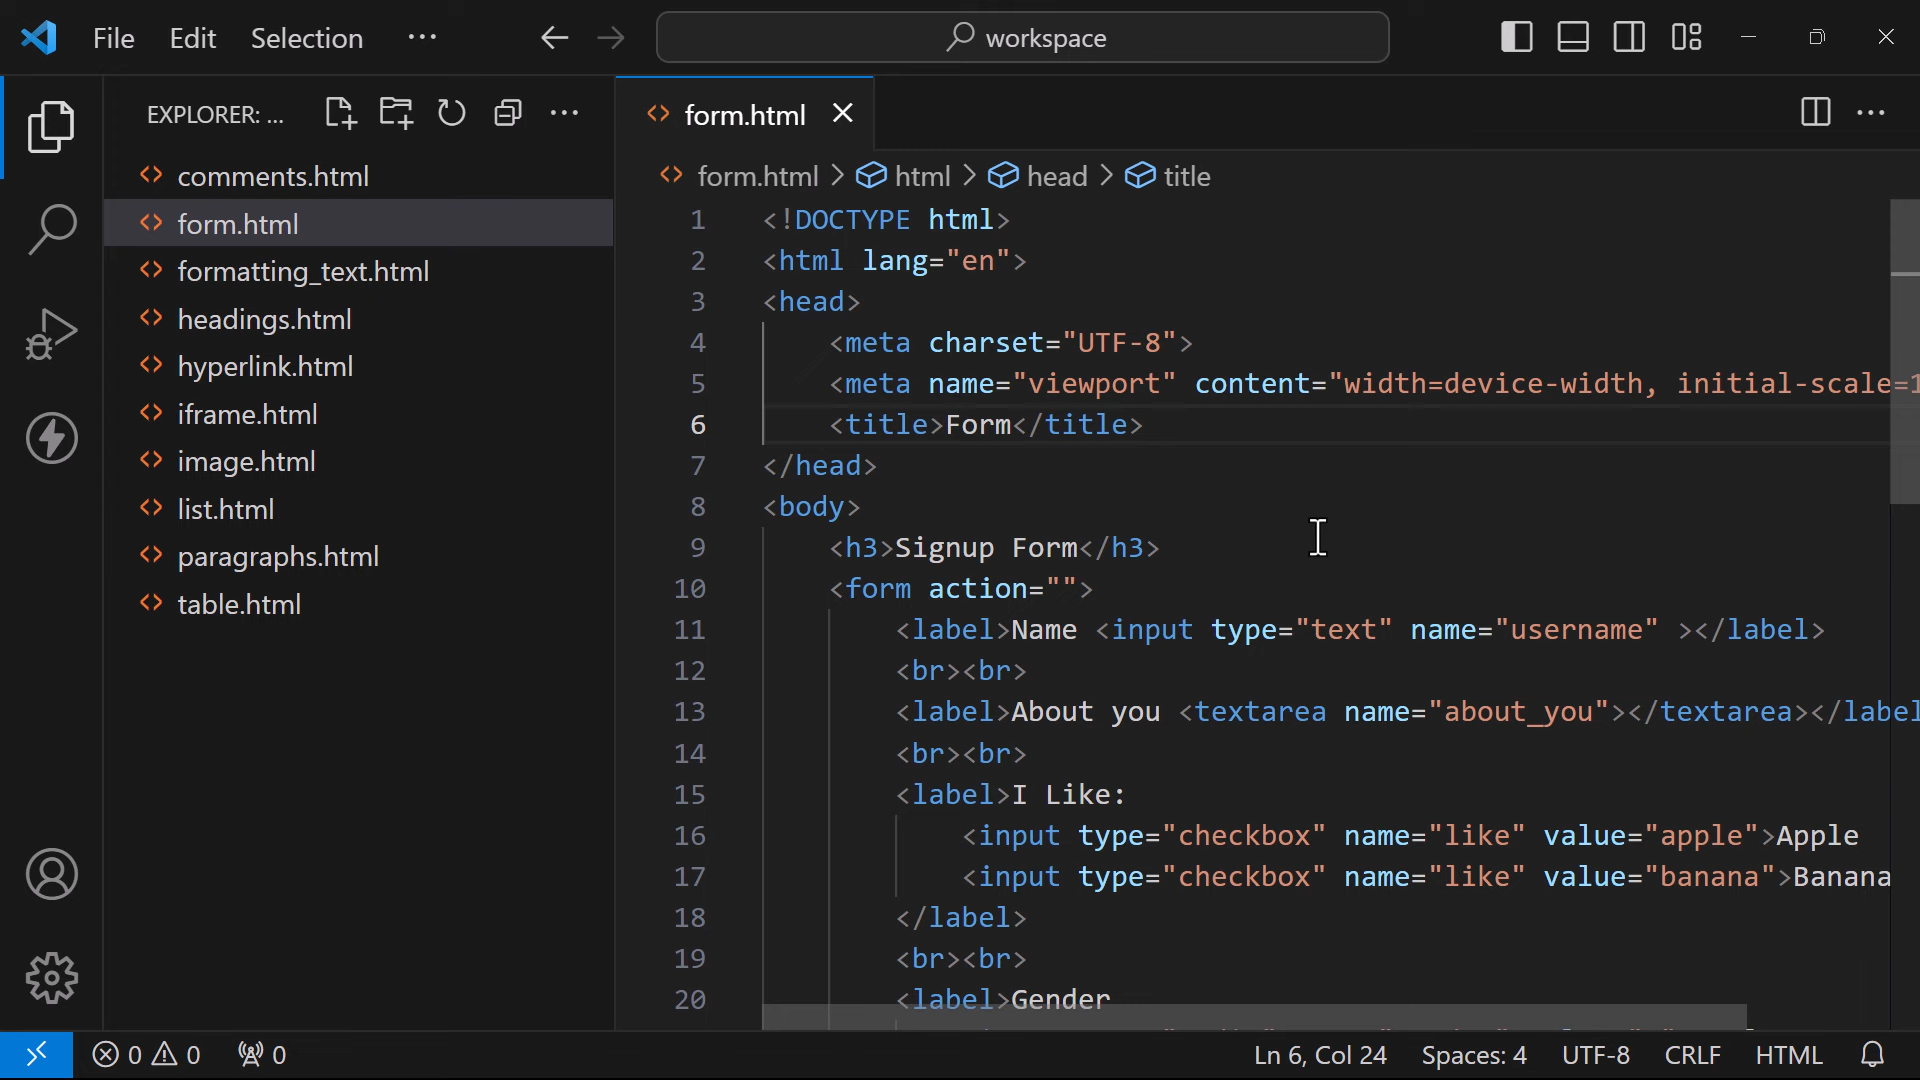 File Edit Selection ··· workspace
EXPLORER: ...
comments.html
form.html
formatting_text.html
headings.html
hyperlink.html
iframe.html
image.html
list.html
paragraphs.html
table.html
form.html
form.html > html > head > title
1 <!DOCTYPE html>
2 <html lang="en">
3 <head>
4 <meta charset="UTF-8">
5 <meta name="viewport" content="width=device-width, initial-scale=1
6 <title>Form</title>
7 </head>
8 <body>
9 <h3>Signup Form</h3>
10 <form action="">
11 <label>Name <input type="text" name="username" ></label>
12 <br><br>
13 <label>About you <textarea name="about_you"></textarea></label
14 <br><br>
15 <label>I Like:
16 <input type="checkbox" name="like" value="apple">Apple
17 <input type="checkbox" name="like" value="banana">Banana
18 </label>
19 <br><br>
20 <label>Gender
0 0 0 Ln 6, Col 24 Spaces: 4 UTF-8 CRLF HTML